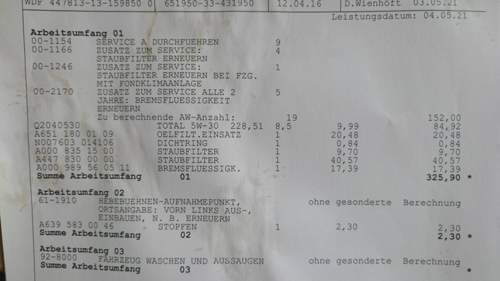 WDF 447813-13-159850 0 651950-33-431950 12.04.16 D.Wienhoff 03.05.21
Leistungsdatum: 04.05.21
Arbeitsumfang 01
00-1154 SERVICE A DURCHFUEHREN 9
00-1166 ZUSATZ ZUM SERVICE: 4
STAUBFILTER ERNEUERN
00-1246 ZUSATZ ZUM SERVICE: 1
STAUBFILTER ERNEUERN BEI FZG.
MIT FONDKLIMAANLAGE
00-2170 ZUSATZ ZUM SERVICE ALLE 2 5
JAHRE: BREMSFLUESSIGKEIT
ERNEUERN
Zu berechnende AW-Anzahl: 19 152,00
Q2040530 TOTAL 5W-30 228,51 8,5 9,99 84,92
A651 180 01 09 OELFILT.EINSATZ 1 20,48 20,48
N007603 014106 DICHTRING 1 0,84 0,84
A000 835 15 00 STAUBFILTER 1 9,70 9,70
A447 830 00 00 STAUBFILTER 1 40,57 40,57
A000 989 56 05 11 BREMSFLUESSIGK. 1 17,39 17,39
Summe Arbeitsumfang 01 325,90 *
Arbeitsumfang 02
61-1910 HEBEBUEHNEN-AUFNAHMEPUNKT, ohne gesonderte Berechnung
ORTSANGABE: VORN LINKS AUS-,
EINBAUEN, N. B. ERNEUERN
A639 583 00 46 STOPFEN 1 2,30 2,30
Summe Arbeitsumfang 02 2,30 *
Arbeitsumfang 03
92-8000 FAHRZEUG WASCHEN UND AUSSAUGEN ohne gesonderte Berechnung
Summe Arbeitsumfang 03 *